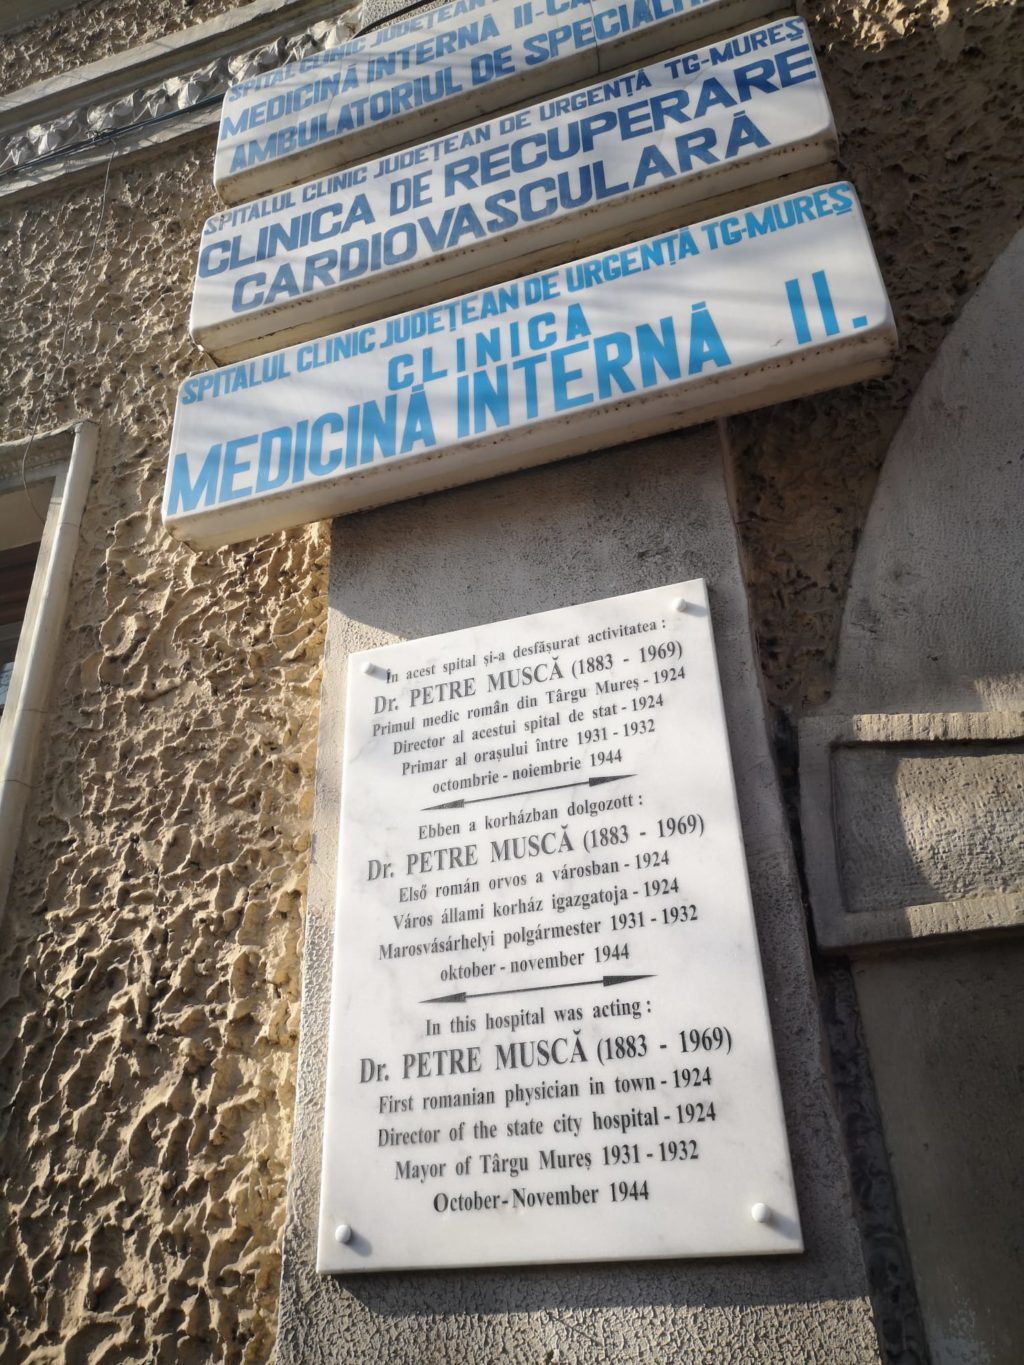 SPITALUL CLINIC JUDEȚEAN
MEDICINĂ INTERNĂ II-
AMBULATORIUL DE SPECIALIT
SPITALUL CLINIC JUDEȚEAN DE URGENȚA TG-MUREȘ
CLINICA DE RECUPERARE
CARDIOVASCULARĂ
SPITALUL CLINIC JUDEȚEAN DE URGENȚA TG-MUREȘ
CLINICA
MEDICINĂ INTERNĂ II.
În acest spital și-a desfășurat activitatea :
Dr. PETRE MUSCĂ (1883 - 1969)
Primul medic român din Târgu Mureș - 1924
Director al acestui spital de stat - 1924
Primar al orașului între 1931 - 1932
octombrie - noiembrie 1944
Ebben a korházban dolgozott :
Dr. PETRE MUSCĂ (1883 - 1969)
Első román orvos a városban - 1924
Város állami korház igazgatoja - 1924
Marosvásárhelyi polgármester 1931 - 1932
oktober - november 1944
In this hospital was acting :
Dr. PETRE MUSCĂ (1883 - 1969)
First romanian physician in town - 1924
Director of the state city hospital - 1924
Mayor of Târgu Mureș 1931 - 1932
October - November 1944